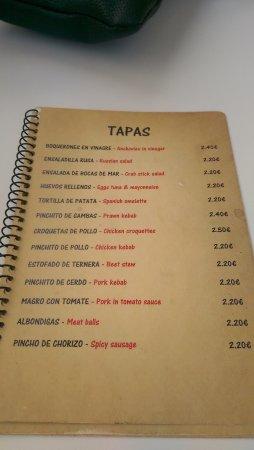 TAPAS
BOQUERONES EN VINAGRE - Anchovies in vinegar 2.40€
ENSALADILLA RUSA - Russian salad 2.20€
ENSALADA DE BOCAS DE MAR - Crab stick salad 2.20€
HUEVOS RELLENOS - Eggs tuna & mayonnaise 2.20€
TORTILLA DE PATATA - Spanish omelette 2.20€
PINCHITO DE GAMBAS - Prawn kebab 2.40€
CROQUETAS DE POLLO - Chicken croquettes 2.50€
PINCHITO DE POLLO - Chicken kebab 2.20€
ESTOFADO DE TERNERA - Beef stew 2.20€
PINCHITO DE CERDO - Pork kebab 2.20€
MAGRO CON TOMATE - Pork in tomato sauce 2.20€
ALBONDIGAS - Meat balls 2.20€
PINCHO DE CHORIZO - Spicy sausage 2.20€